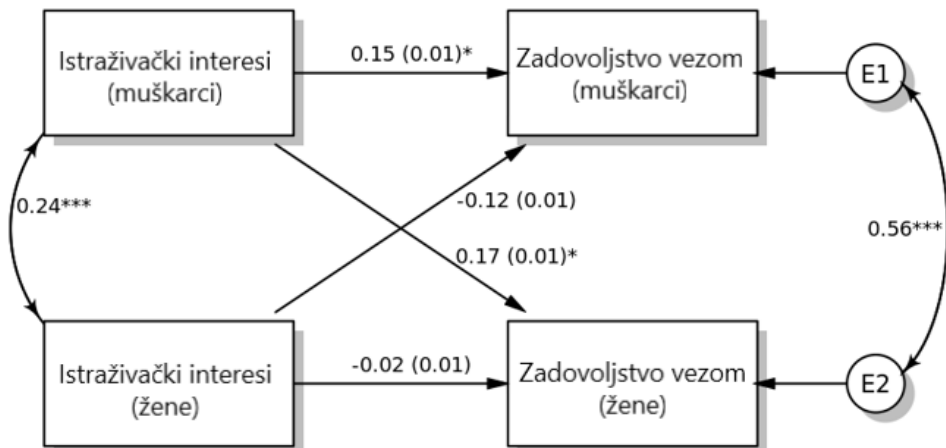 Istraživački interesi
(muškarci)
0.15 (0.01)*
Zadovoljstvo vezom
(muškarci)
E1
0.24***
-0.12 (0.01)
0.17 (0.01)*
0.56***
Istraživački interesi
(žene)
-0.02 (0.01)
Zadovoljstvo vezom
(žene)
E2